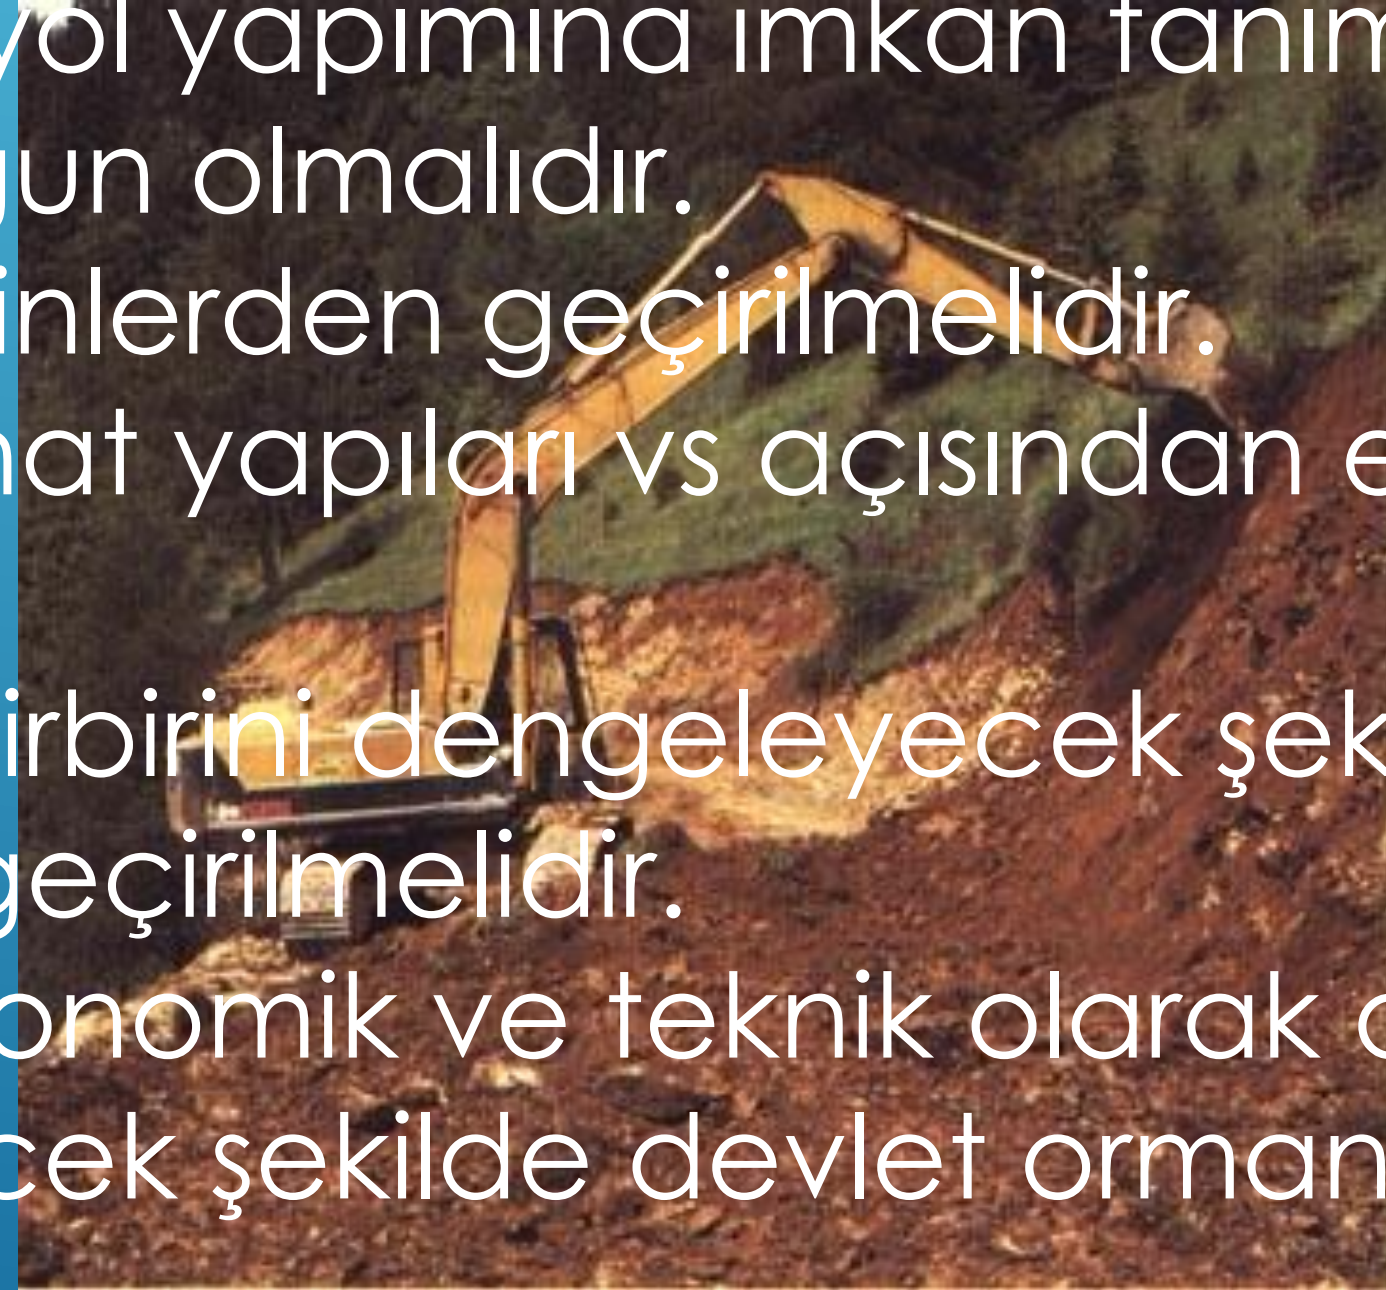 yol yapımına imkan tanım
gun olmalıdır.
inlerden geçirilmelidir.
nat yapıları vs açısından e
irbirini dengeleyecek şek
geçirilmelidir.
onomik ve teknik olarak
cek şekilde devlet orman